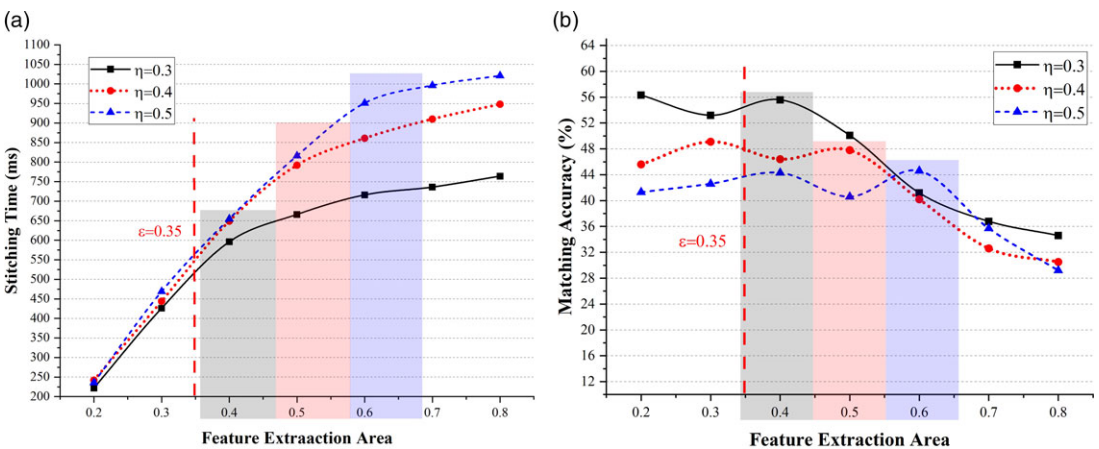 (a)
Stitching Time (ms)
1100
1050
1000
950
900
850
800
750
700
650
600
550
500
450
400
350
300
250
200
η=0.3
η=0.4
η=0.5
ε=0.35
0.2 0.3 0.4 0.5 0.6 0.7 0.8
Feature Extraaction Area
(b)
Matching Accuracy (%)
64
60
56
52
48
44
40
36
32
28
24
20
16
12
η=0.3
η=0.4
η=0.5
ε=0.35
0.2 0.3 0.4 0.5 0.6 0.7 0.8
Feature Extraction Area